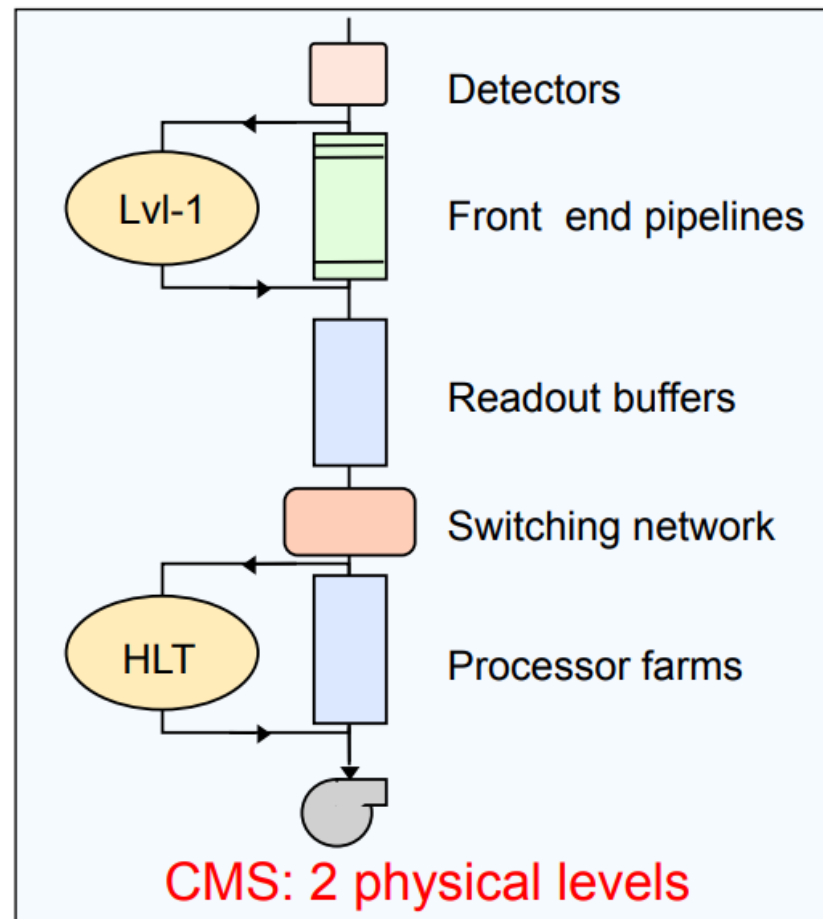 Detectors
Lvl-1
Front end pipelines
Readout buffers
Switching network
HLT
Processor farms
CMS: 2 physical levels